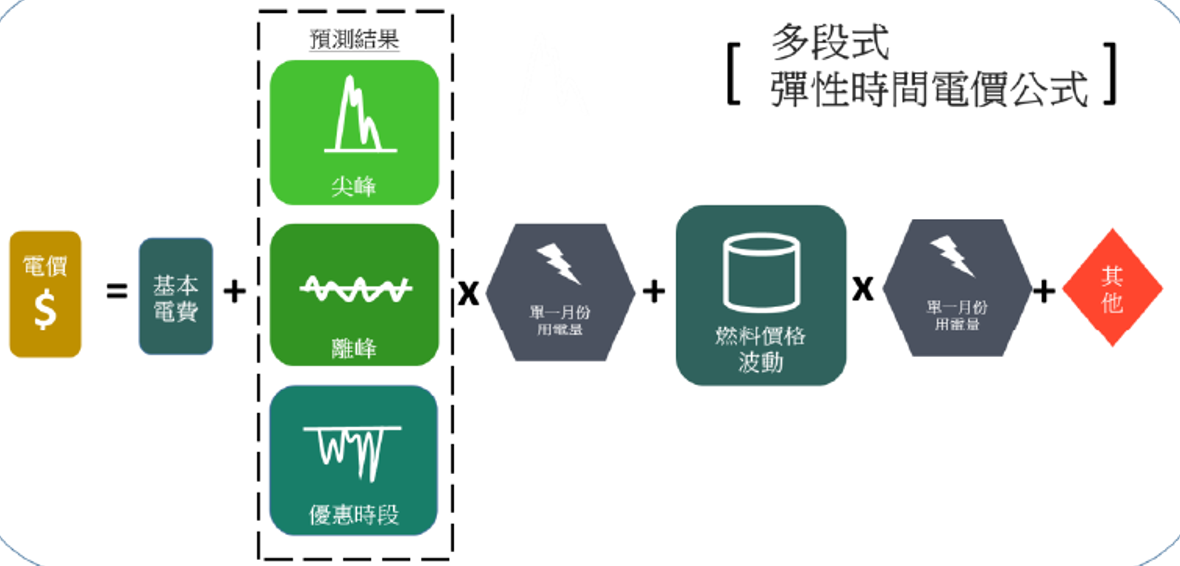 多段式
彈性時間電價公式
預測結果
尖峰
離峰
優惠時段
電價
$
=
基本
電費
+
x
單一月份
用電量
+
燃料價格
波動
x
單一月份
用電量
+
其
他